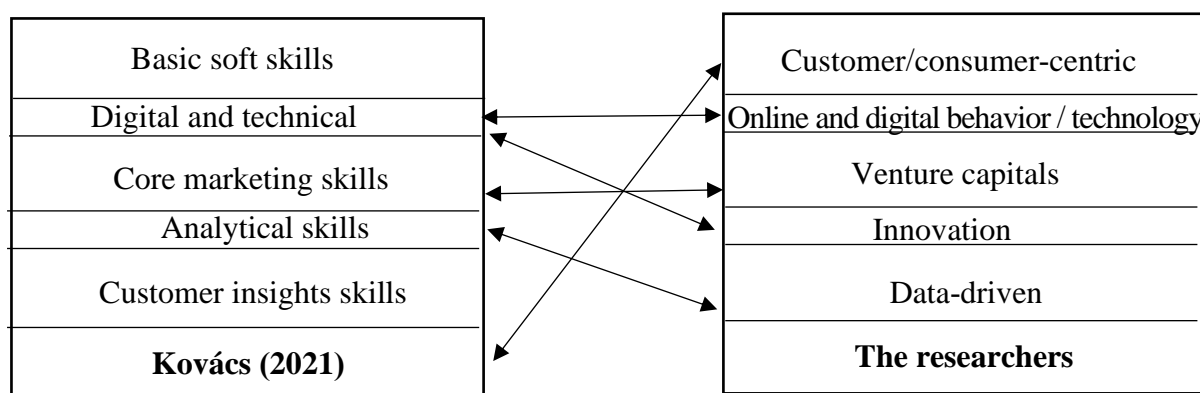 Basic soft skills
Digital and technical
Core marketing skills
Analytical skills
Customer insights skills
Kovács (2021)
Customer/consumer-centric
Online and digital behavior / technology
Venture capitals
Innovation
Data-driven
The researchers